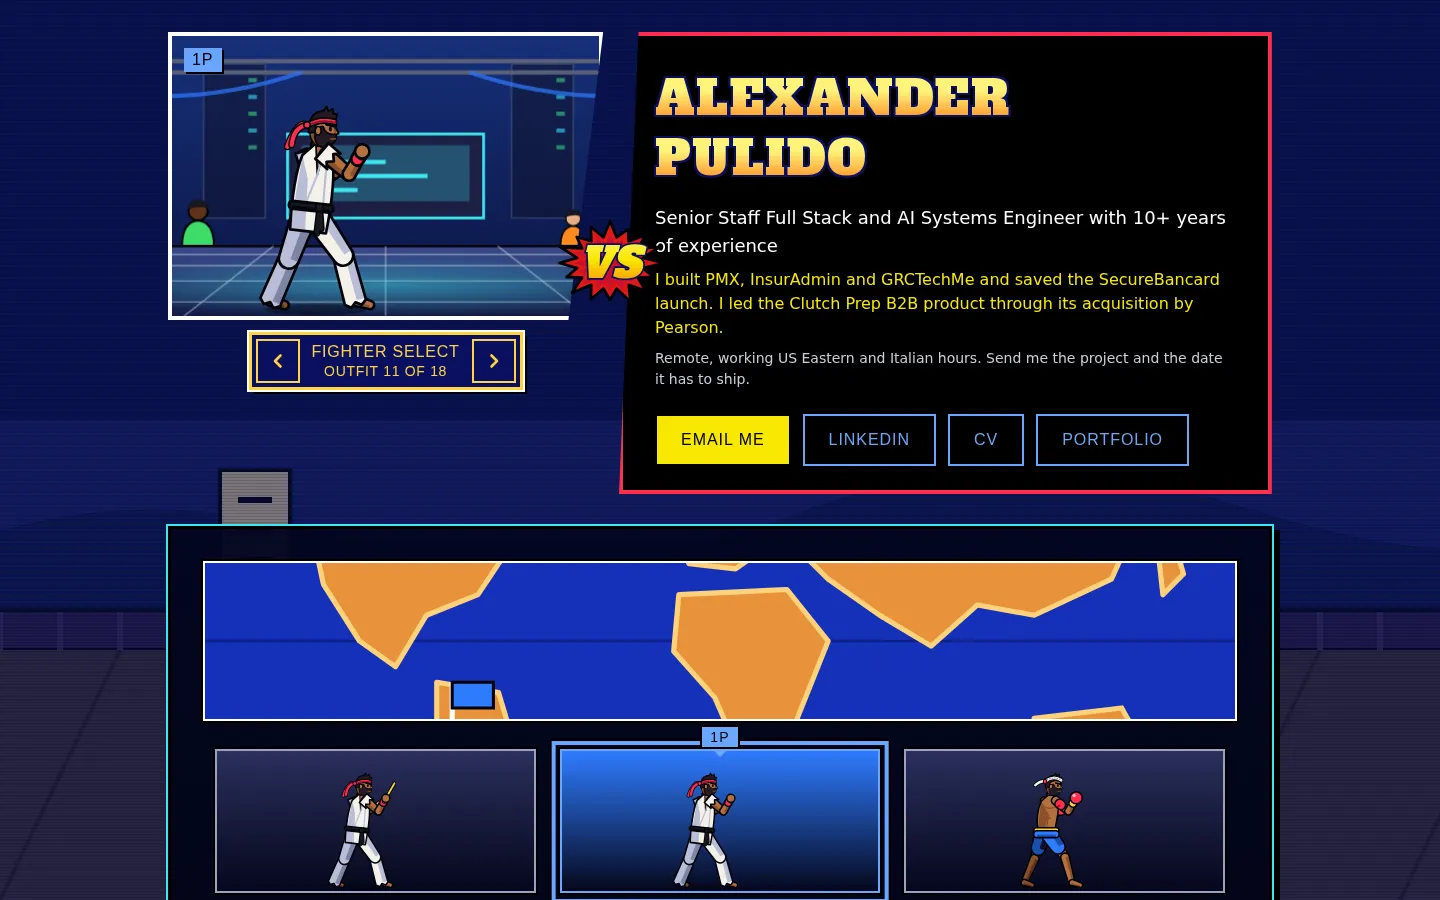 1P
ALEXANDER
PULIDO
Senior Staff Full Stack and AI Systems Engineer with 10+ years
of experience
VS
I built PMX, InsurAdmin and GRCTechMe and saved the SecureBancard
launch. I led the Clutch Prep B2B product through its acquisition by
Pearson.
FIGHTER SELECT
OUTFIT 11 OF 18
Remote, working US Eastern and Italian hours. Send me the project and the date
it has to ship.
EMAIL ME
LINKEDIN
CV
PORTFOLIO
1P